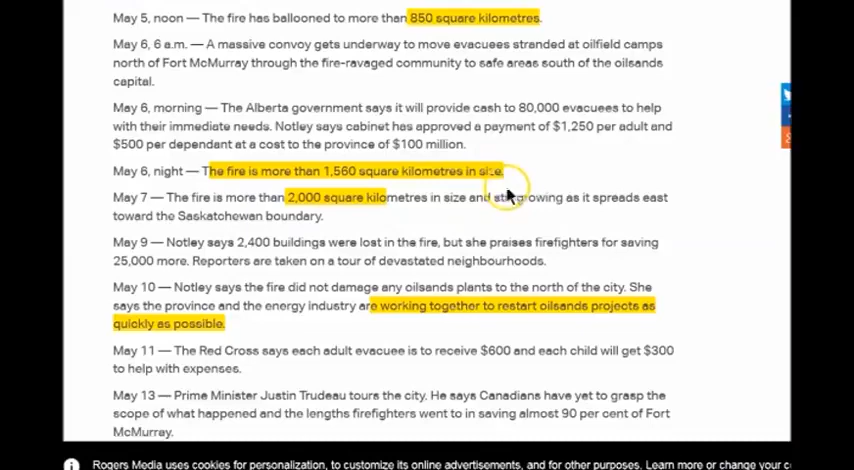 May 5, noon — The fire has ballooned to more than 850 square kilometres.
May 6, 6 a.m. — A massive convoy gets underway to move evacuees stranded at oilfield camps
north of Fort McMurray through the fire-ravaged community to safe areas south of the oilsands
capital.
May 6, morning — The Alberta government says it will provide cash to 80,000 evacuees to help
with their immediate needs. Notley says cabinet has approved a payment of $1,250 per adult and
$500 per dependant at a cost to the province of $100 million.
May 6, night — The fire is more than 1,560 square kilometres in size.
May 7 — The fire is more than 2,000 square kilometres in size and still growing as it spreads east
toward the Saskatchewan boundary.
May 9 — Notley says 2,400 buildings were lost in the fire, but she praises firefighters for saving
25,000 more. Reporters are taken on a tour of devastated neighbourhoods.
May 10 — Notley says the fire did not damage any oilsands plants to the north of the city. She
says the province and the energy industry are working together to restart oilsands projects as
quickly as possible.
May 11 — The Red Cross says each adult evacuee is to receive $600 and each child will get $300
to help with expenses.
May 13 — Prime Minister Justin Trudeau tours the city. He says Canadians have yet to grasp the
scope of what happened and the lengths firefighters went to in saving almost 90 per cent of Fort
McMurray.
Rogers Media uses cookies for personalization, to customize its online advertisements, and for other purposes. Learn more or change your c